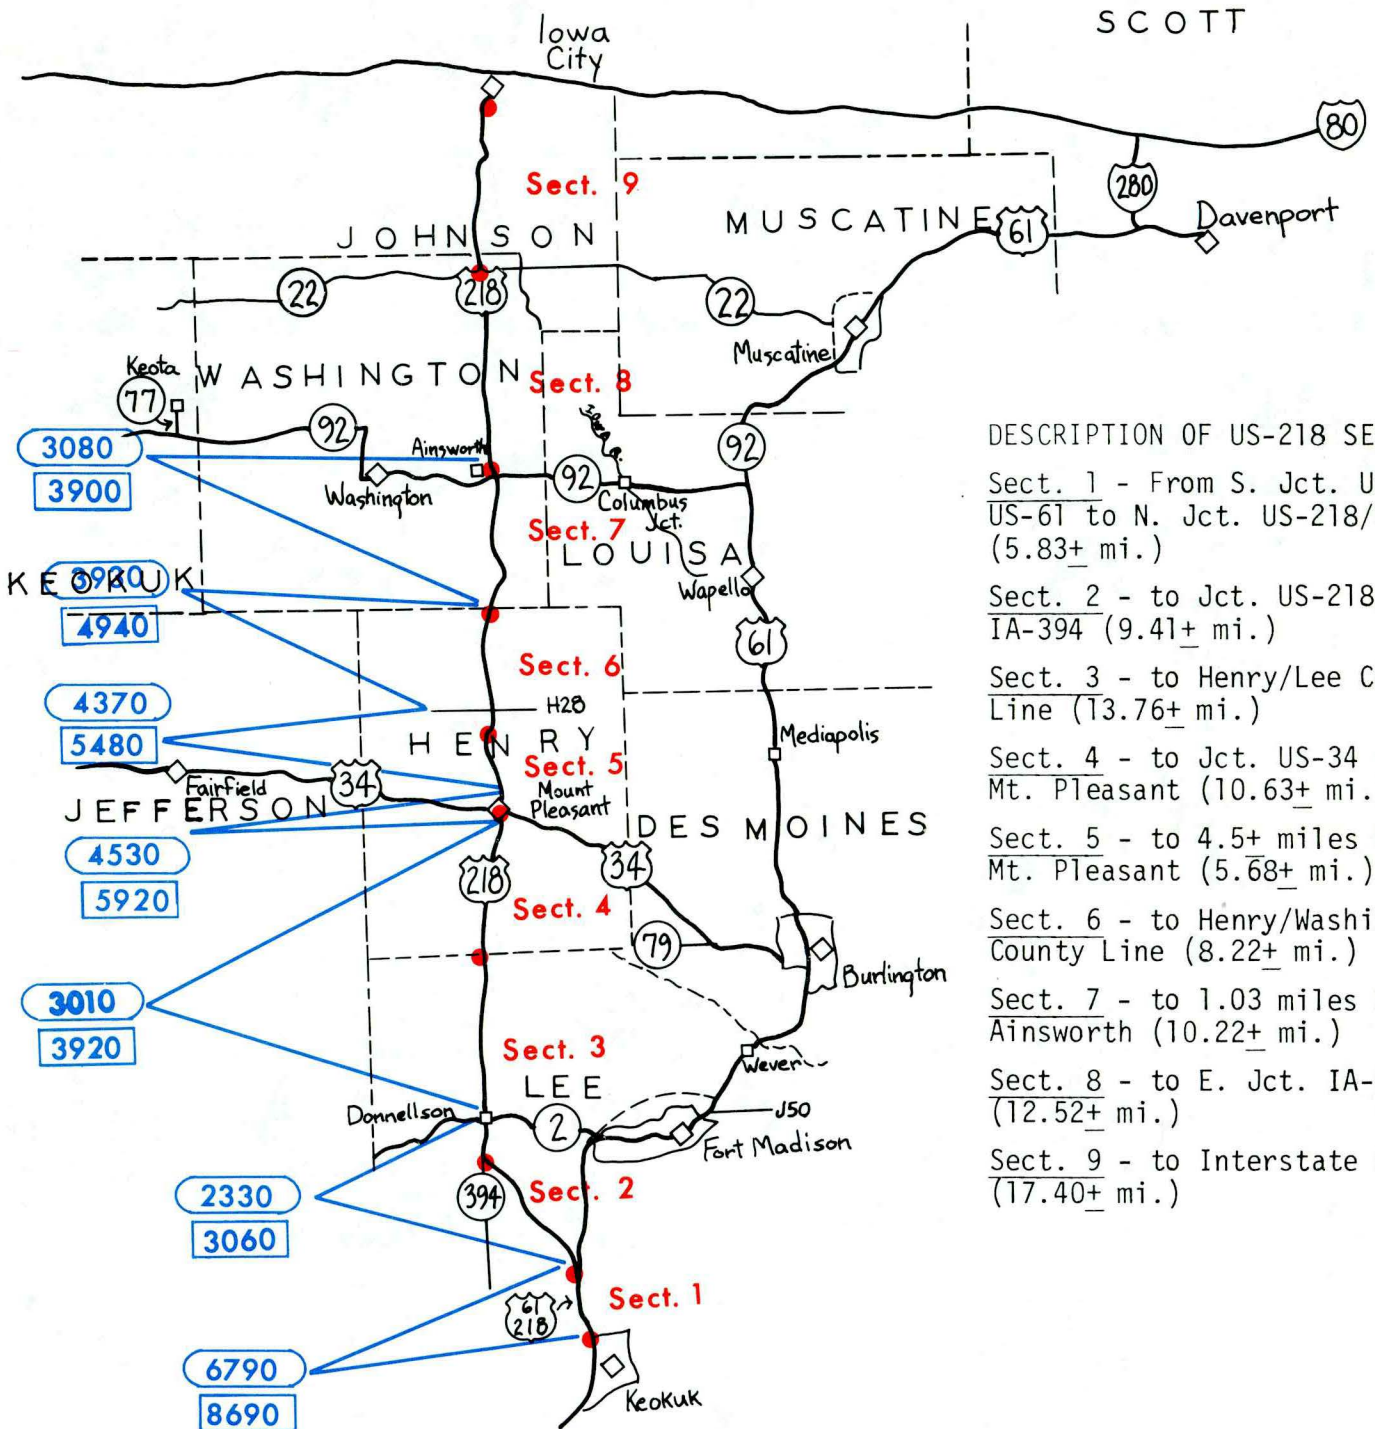 SCOTT
Iowa
City
80
280
Sect. 9
MUSCATINE
61
Davenport
JOHNSON
22
218
22
Muscatine
Keota
WASHINGTON
Sect. 8
77
92
Ainsworth
92
3080
3900
Washington
92
Columbus
Jct.
Sect. 7
LOUISA
KEOKUK
3980
4940
Wapello
61
Sect. 6
4370
5480
H28
HENRY
Mediapolis
Sect. 5
Fairfield
34
Mount
Pleasant
JEFFERSON
DES MOINES
4530
5920
218
34
Sect. 4
79
Burlington
3010
3920
Sect. 3
LEE
Wever
Donnellson
2
J50
Fort Madison
394
Sect. 2
2330
3060
61
218
Sect. 1
6790
8690
Keokuk
DESCRIPTION OF US-218 SE
Sect. 1 - From S. Jct. U
US-61 to N. Jct. US-218/
(5.83± mi.)
Sect. 2 - to Jct. US-218
IA-394 (9.41± mi.)
Sect. 3 - to Henry/Lee C
Line (13.76± mi.)
Sect. 4 - to Jct. US-34
Mt. Pleasant (10.63± mi.
Sect. 5 - to 4.5± miles
Mt. Pleasant (5.68± mi.)
Sect. 6 - to Henry/Washi
County Line (8.22± mi.)
Sect. 7 - to 1.03 miles
Ainsworth (10.22± mi.)
Sect. 8 - to E. Jct. IA-
(12.52± mi.)
Sect. 9 - to Interstate
(17.40± mi.)